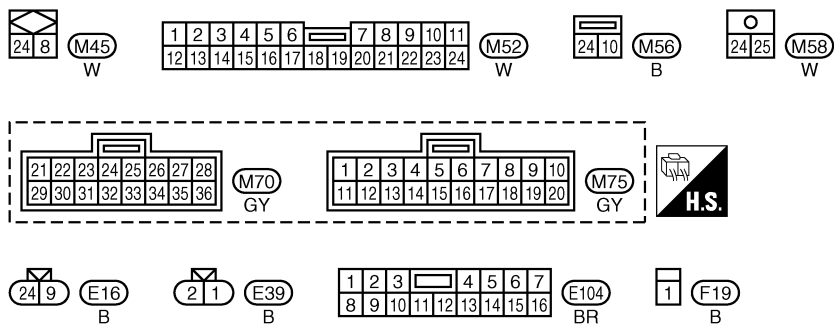 24 8 M45
W
1 2 3 4 5 6 7 8 9 10 11
12 13 14 15 16 17 18 19 20 21 22 23 24
M52
W
24 10 M56
B
24 25 M58
W
21 22 23 24 25 26 27 28
29 30 31 32 33 34 35 36
M70
GY
1 2 3 4 5 6 7 8 9 10
11 12 13 14 15 16 17 18 19 20
M75
GY
H.S.
24 9 E16
B
2 1 E39
B
1 2 3 4 5 6 7
8 9 10 11 12 13 14 15 16
E104
BR
1 F19
B